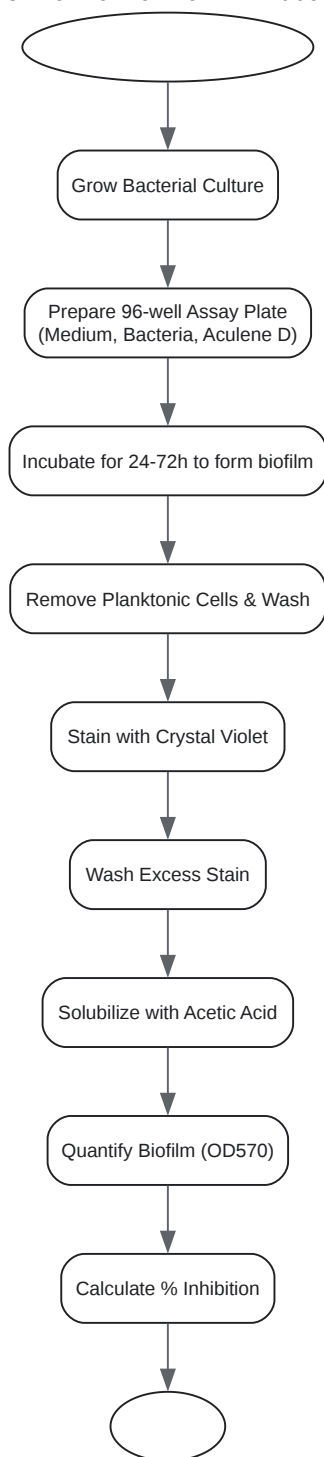 Grow Bacterial Culture
Prepare 96-well Assay Plate
(Medium, Bacteria, Aculene D)
Incubate for 24-72h to form biofilm
Remove Planktonic Cells & Wash
Stain with Crystal Violet
Wash Excess Stain
Solubilize with Acetic Acid
Quantify Biofilm (OD570)
Calculate % Inhibition